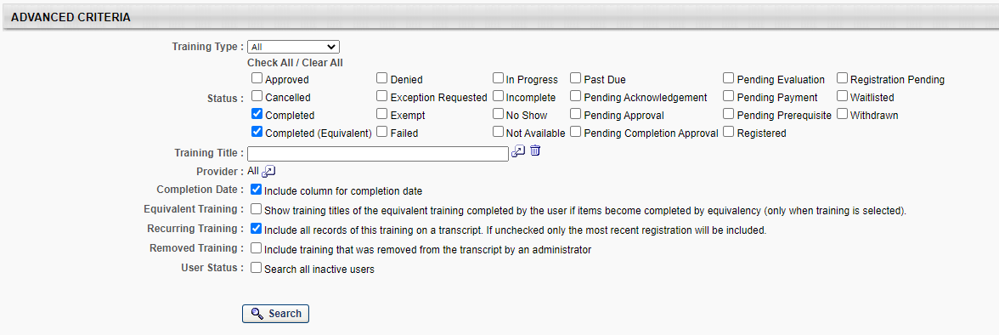 ADVANCED CRITERIA
Training Type : All
Check All / Clear All
Approved Denied In Progress Past Due Pending Evaluation Registration Pending
Status : Cancelled Exception Requested Incomplete Pending Acknowledgement Pending Payment Waitlisted
Completed Exempt No Show Pending Approval Pending Prerequisite Withdrawn
Completed (Equivalent) Failed Not Available Pending Completion Approval Registered
Training Title :
Provider : All
Completion Date : Include column for completion date
Equivalent Training : Show training titles of the equivalent training completed by the user if items become completed by equivalency (only when training is selected).
Recurring Training : Include all records of this training on a transcript. If unchecked only the most recent registration will be included.
Removed Training : Include training that was removed from the transcript by an administrator
User Status : Search all inactive users
Search